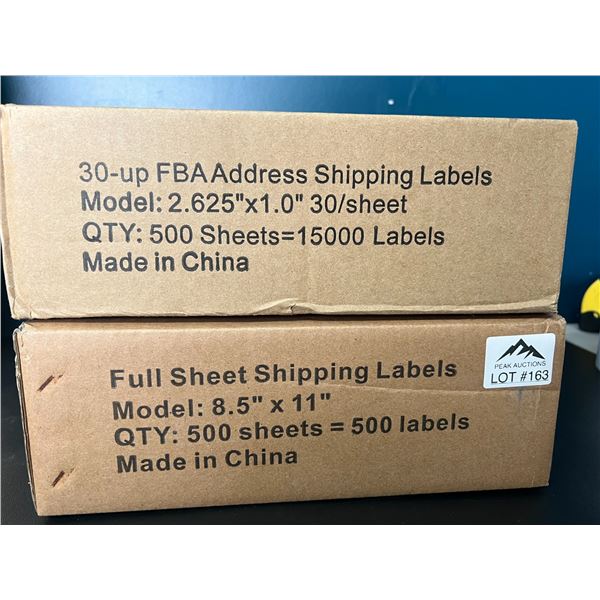 30-up FBA Address Shipping Labels
Model: 2.625"x1.0" 30/sheet
QTY: 500 Sheets=15000 Labels
Made in China
Full Sheet Shipping Labels
Model: 8.5" x 11"
QTY: 500 sheets = 500 labels
Made in China
PEAK AUCTIONS
LOT #163